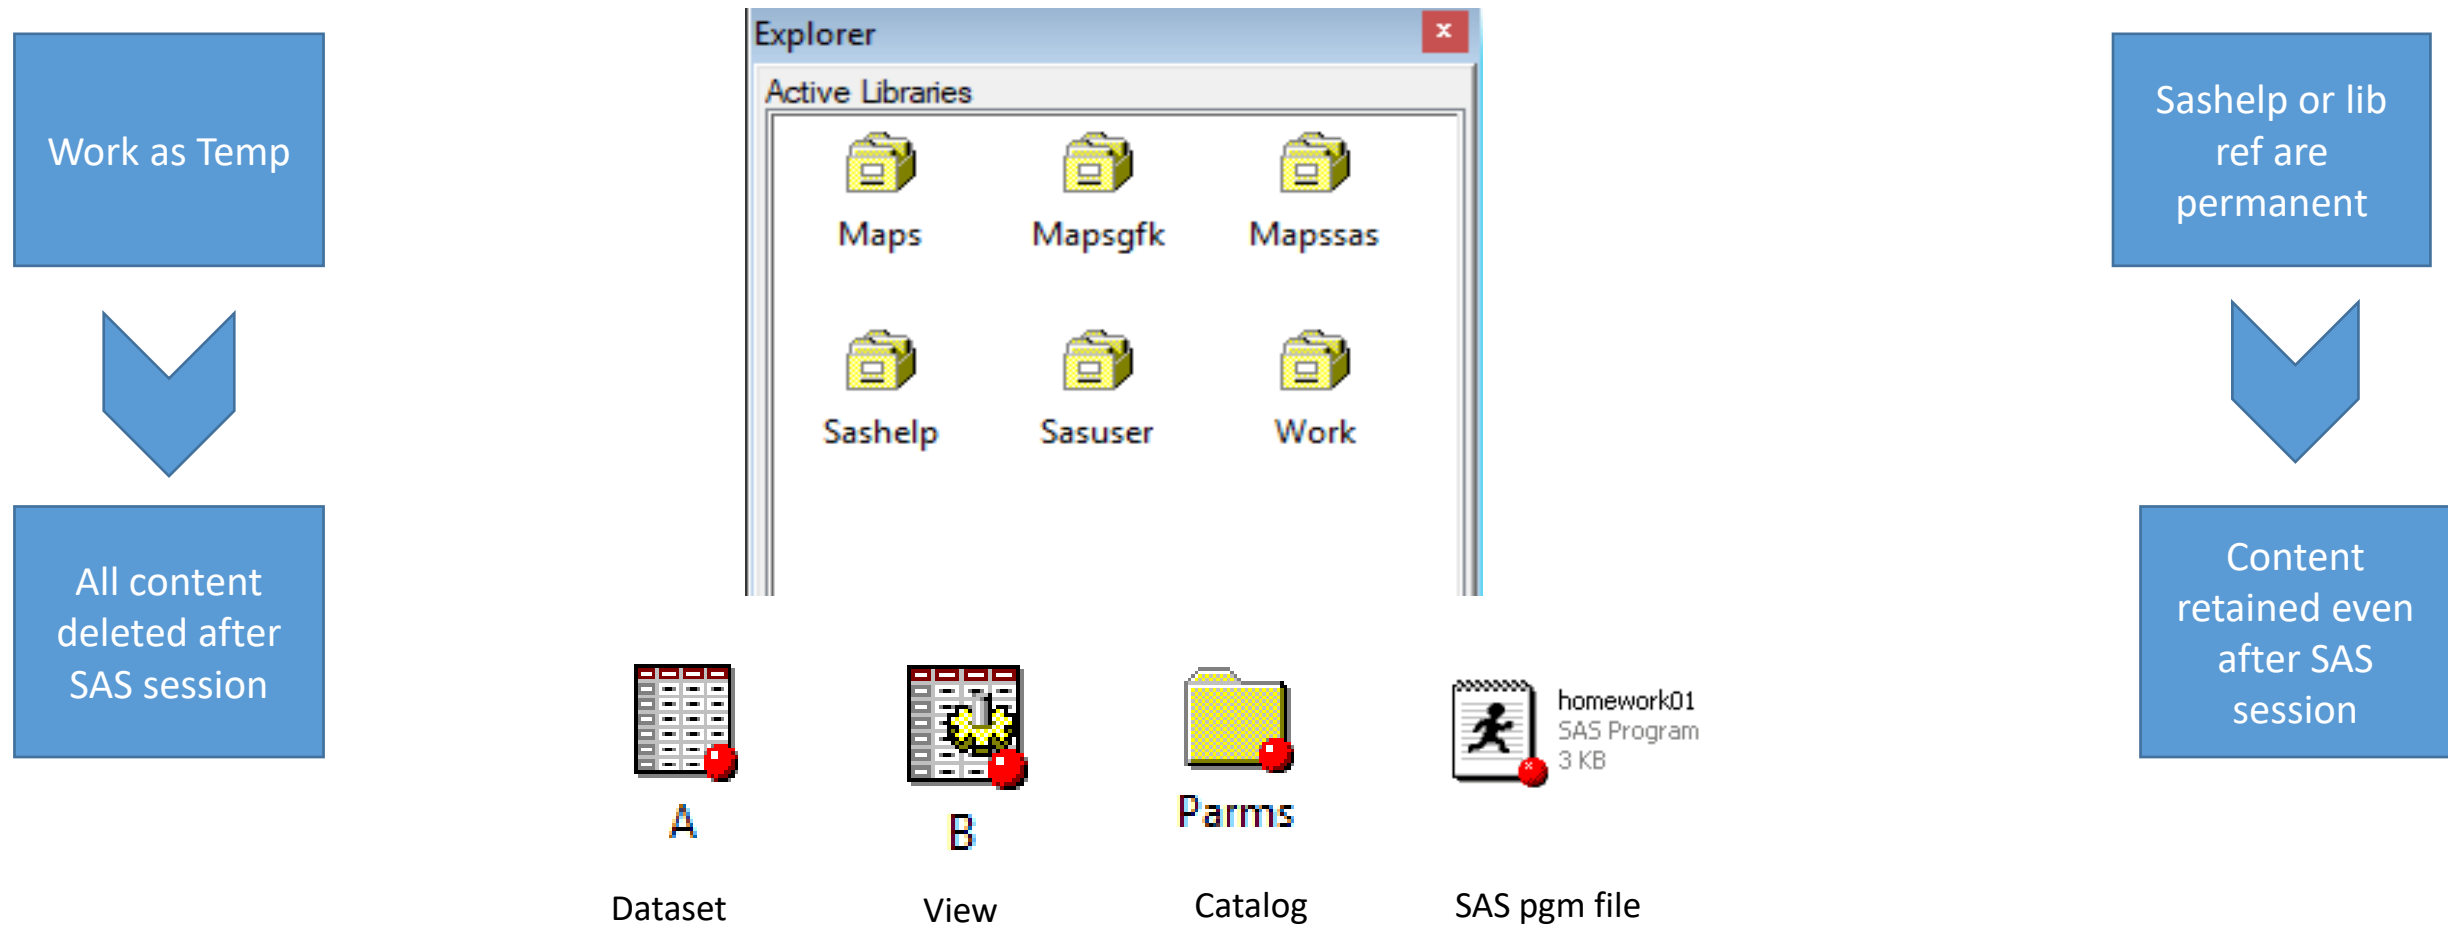 Work as Temp
All content
deleted after
SAS session
Explorer
x
Active Libraries
Maps
Mapsgfk
Mapssas
Sashelp
Sasuser
Work
A
B
Parms
homework01
SAS Program
3 KB
Dataset
View
Catalog
SAS pgm file
Sashelp or lib
ref are
permanent
Content
retained even
after SAS
session